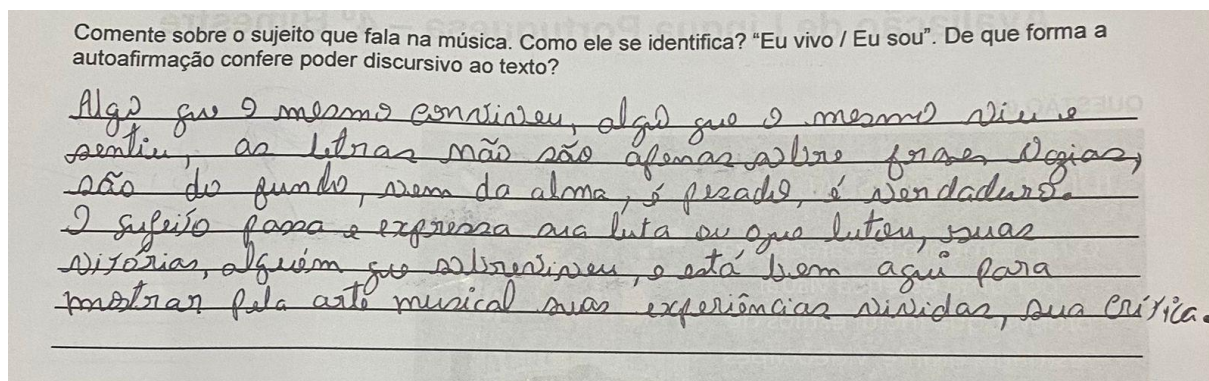 Comente sobre o sujeito que fala na música. Como ele se identifica? “Eu vivo / Eu sou”. De que forma a
autoafirmação confere poder discursivo ao texto?
Algo que o mesmo conviveu, algo que o mesmo viu e
sentiu, as letras não são apenas sobre frases vazias,
são do fundo, vem da alma, é pezado, é verdadeiro.
O sujeito passa e expressa sua luta ou oque lutou, suas
vitórias, alguém que sobreviveu, e está bem aqui para
mostrar pela arte musical suas experiências vividas, sua crítica.